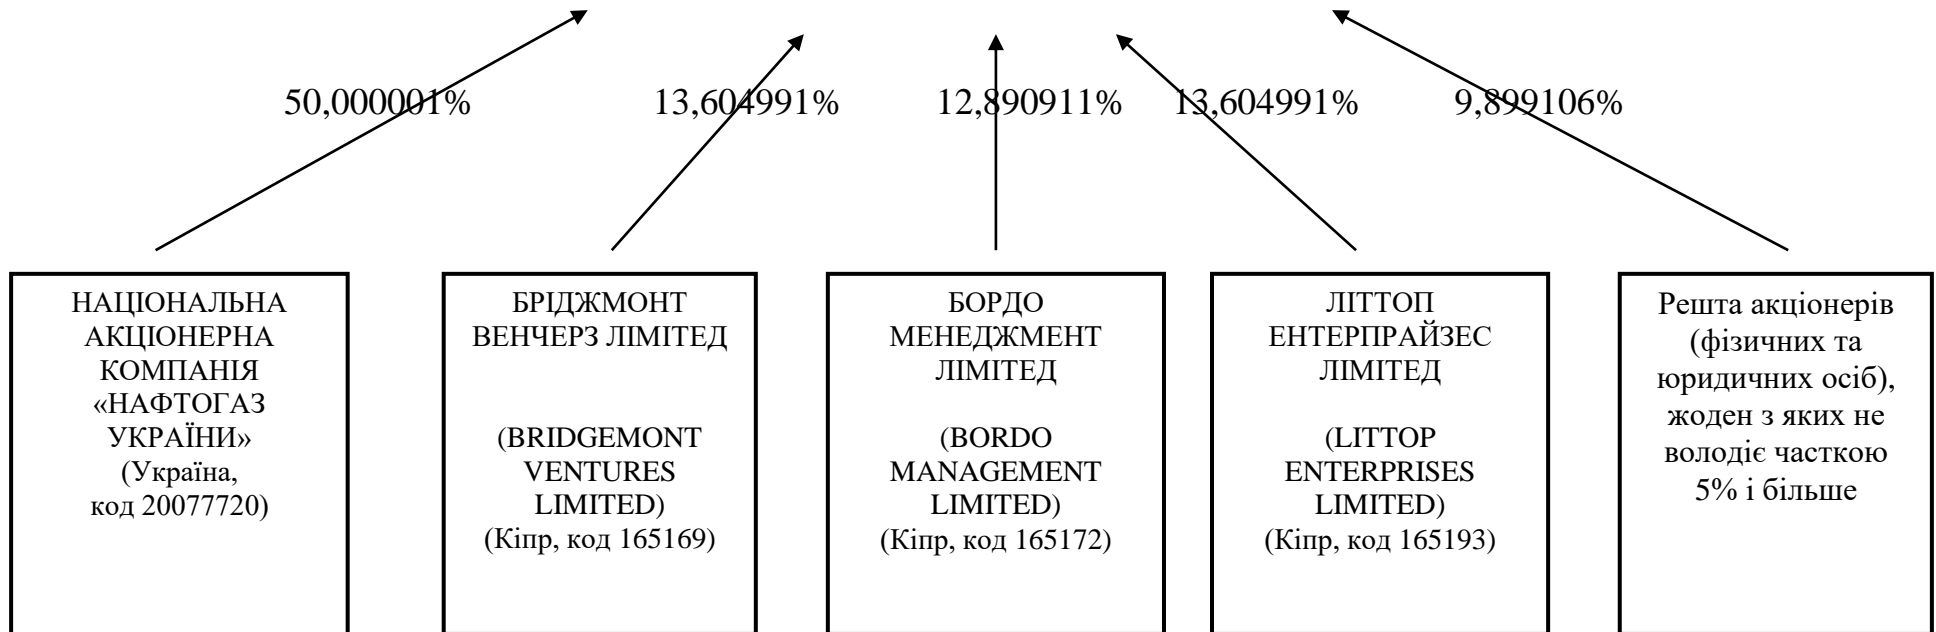 50,000001%
13,604991%
12,890911%
13,604991%
9,899106%
НАЦІОНАЛЬНА
АКЦІОНЕРНА
КОМПАНІЯ
«НАФТОГАЗ
УКРАЇНИ»
(Україна,
код 20077720)
БРІДЖМОНТ
ВЕНЧЕРЗ ЛІМІТЕД
(BRIDGEMONT
VENTURES
LIMITED)
(Кіпр, код 165169)
БОРДО
МЕНЕДЖМЕНТ
ЛІМІТЕД
(BORDO
MANAGEMENT
LIMITED)
(Кіпр, код 165172)
ЛІТТОП
ЕНТЕРПРАЙЗЕС
ЛІМІТЕД
(LITTOP
ENTERPRISES
LIMITED)
(Кіпр, код 165193)
Решта акціонерів
(фізичних та
юридичних осіб),
жоден з яких не
володіє часткою
5% і більше